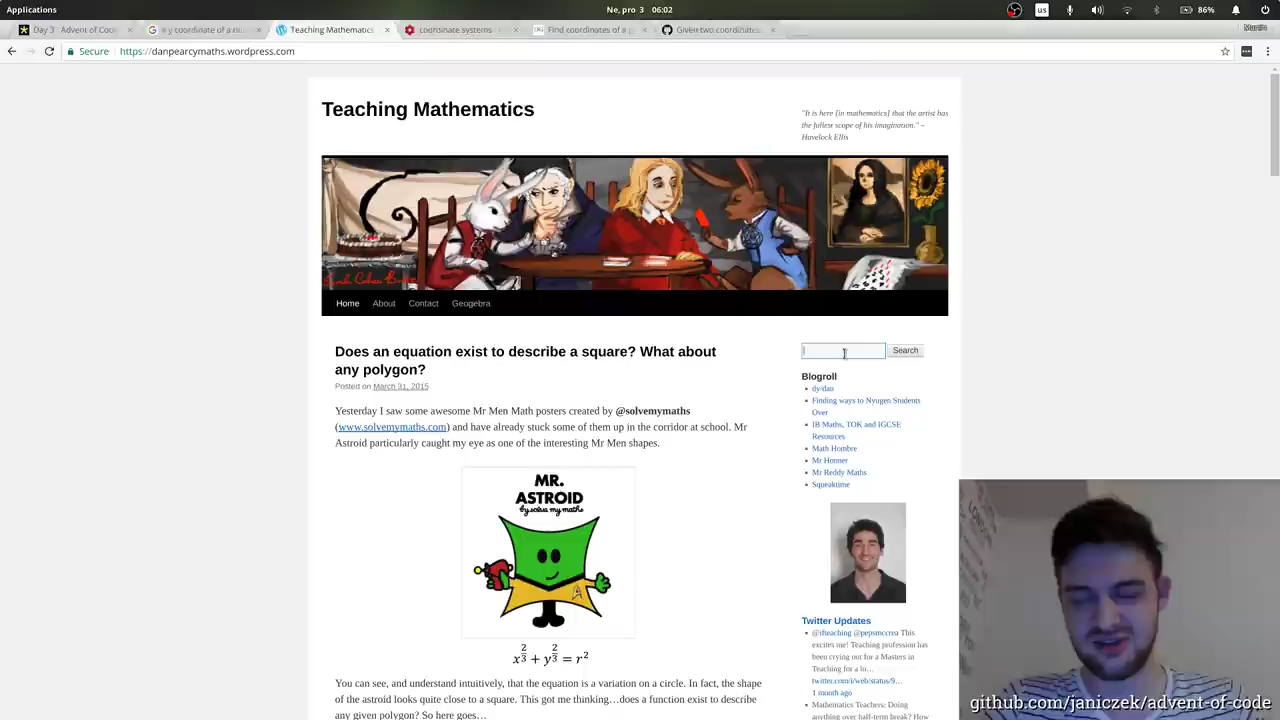 Applications
Ne, pro 3 06:02
us
86%
Day 3 - Advent of Co
xy coordinate of a nu
Teaching Mathematics
coordinate systems
Find coordinates of a
Given two coordinates
Secure
https://danpearcymaths.wordpress.com
Teaching Mathematics
"It is here [in mathematics] that the artist has
the fullest scope of his imagination." ~
Havelock Ellis
Home About Contact Geogebra
Does an equation exist to describe a square? What about
any polygon?
Posted on March 31, 2015
Yesterday I saw some awesome Mr Men Math posters created by @solvemymaths
(www.solvemymaths.com) and have already stuck some of them up in the corridor at school. Mr
Astroid particularly caught my eye as one of the interesting Mr Men shapes.
MR.
ASTROID
by solve my maths
x^{2/3} + y^{2/3} = r^2
You can see, and understand intuitively, that the equation is a variation on a circle. In fact, the shape
of the astroid looks quite close to a square. This got me thinking…does a function exist to describe
any given polygon? So here goes…
Search
Blogroll
dy/dan
Finding ways to Nyugen Students
Over
IB Maths, TOK and IGCSE
Resources
Math Hombre
Mr Honner
Mr Reddy Maths
Squeaktime
Twitter Updates
@ifteaching @pepsmccrea This
excites me! Teaching profession has
been crying out for a Masters in
Teaching for a lo…
twitter.com/i/web/status/9…
1 month ago
Mathematics Teachers: Doing
anything over half-term break? How
github.com/janiczek/advent-of-code